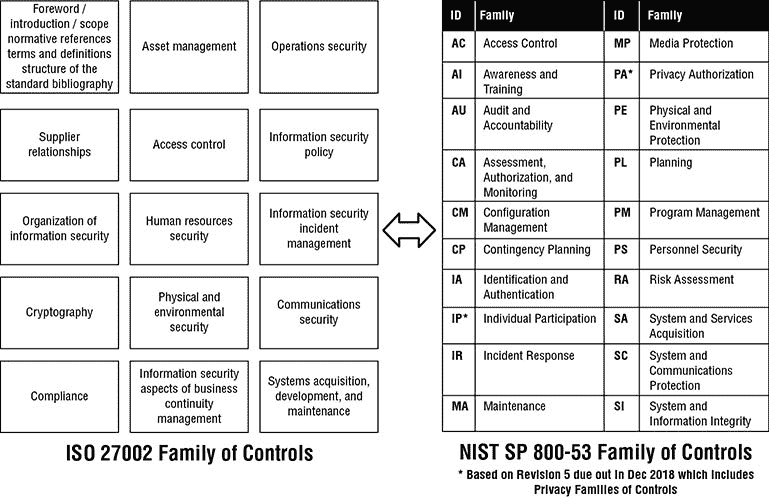 Foreword /
introduction / scope
normative references
terms and definitions
structure of the
standard bibliography
Asset management
Operations security
Supplier
relationships
Access control
Information security
policy
Organization of
information security
Human resources
security
Information security
incident
management
Cryptography
Physical and
environmental
security
Communications
security
Compliance
Information security
aspects of business
continuity
management
Systems acquisition,
development, and
maintenance
ISO 27002 Family of Controls
ID Family ID Family
AC Access Control MP Media Protection
AI Awareness and
Training
PA* Privacy Authorization
AU Audit and
Accountability
PE Physical and
Environmental
Protection
CA Assessment,
Authorization, and
Monitoring
PL Planning
CM Configuration
Management
PM Program Management
CP Contingency Planning PS Personnel Security
IA Identification and
Authentication
RA Risk Assessment
IP* Individual Participation SA System and Services
Acquisition
IR Incident Response SC System and
Communications
Protection
MA Maintenance SI System and
Information Integrity
NIST SP 800-53 Family of Controls
* Based on Revision 5 due out in Dec 2018 which includes
Privacy Families of Controls